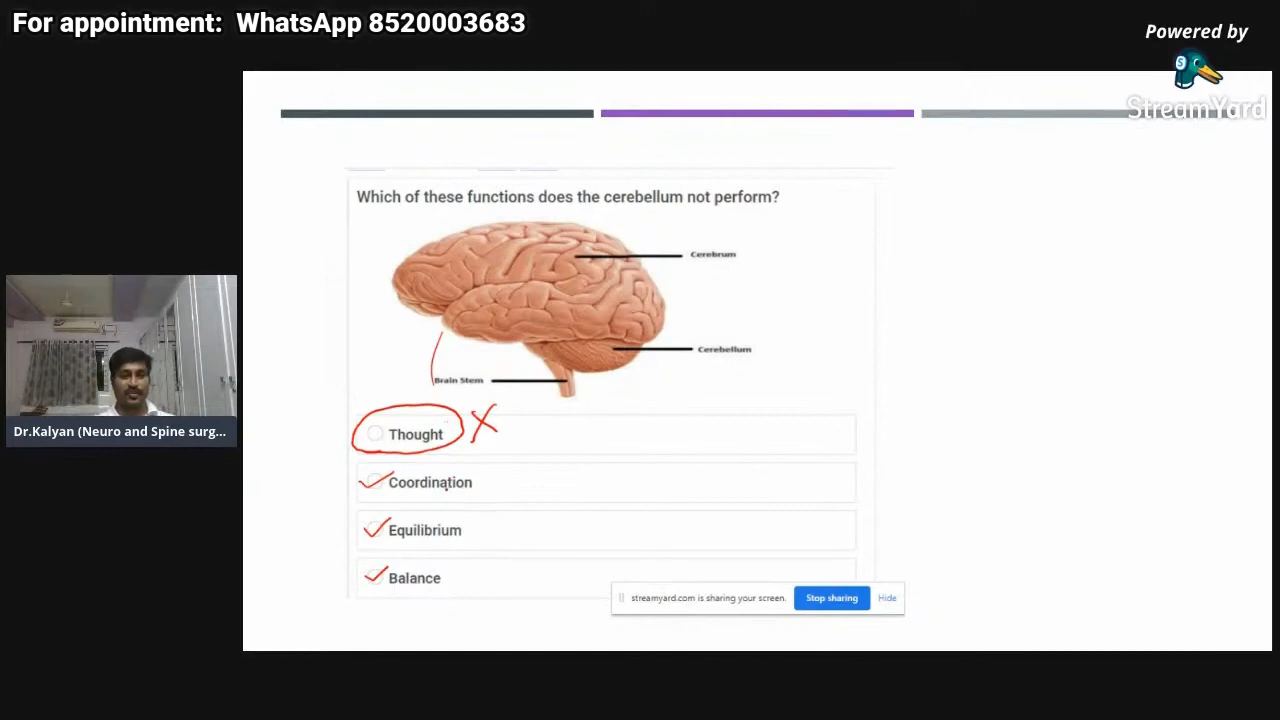 For appointment:  WhatsApp 8520003683
Powered by
StreamYard
Which of these functions does the cerebellum not perform?
Cerebrum
Cerebellum
Brain Stem
Thought
Coordination
Equilibrium
Balance
streamyard.com is sharing your screen.
Stop sharing
Hide
Dr.Kalyan (Neuro and Spine surg...